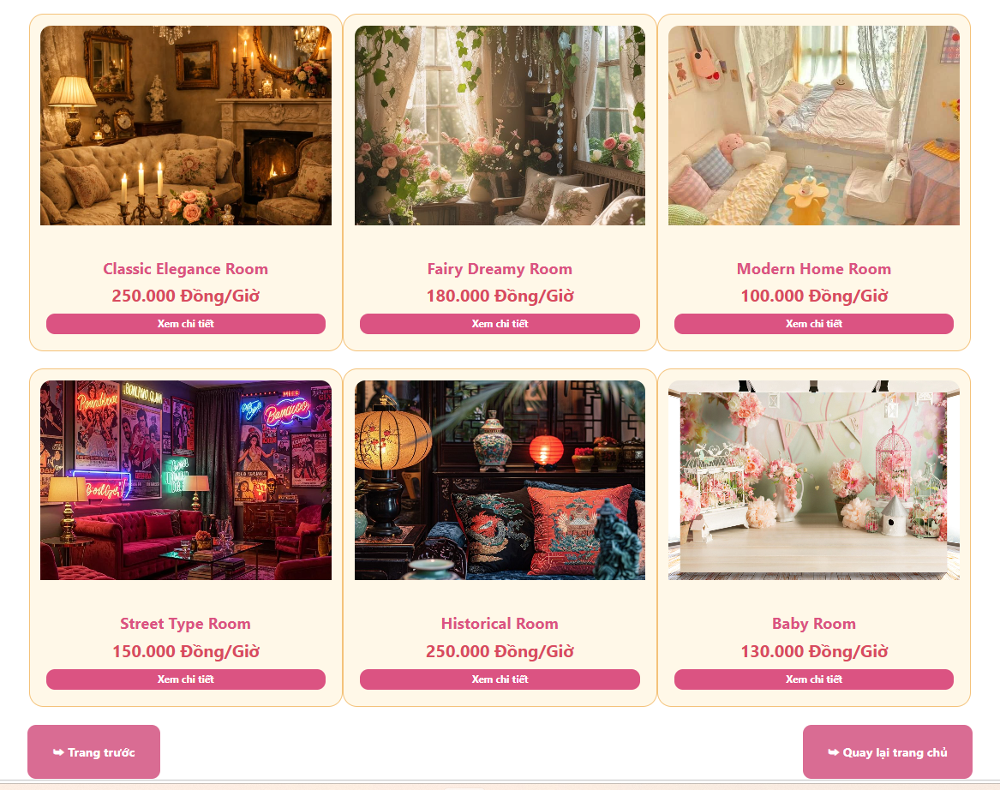 Classic Elegance Room
Fairy Dreamy Room
Modern Home Room
250.000 Đồng/Giờ
180.000 Đồng/Giờ
100.000 Đồng/Giờ
Xem chi tiết
Xem chi tiết
Xem chi tiết
Bamucoo
Street Type Room
Historical Room
Baby Room
150.000 Đồng/Giờ
250.000 Đồng/Giờ
130.000 Đồng/Giờ
Xem chi tiết
Xem chi tiết
Xem chi tiết
➥ Trang trước
➥ Quay lại trang chủ